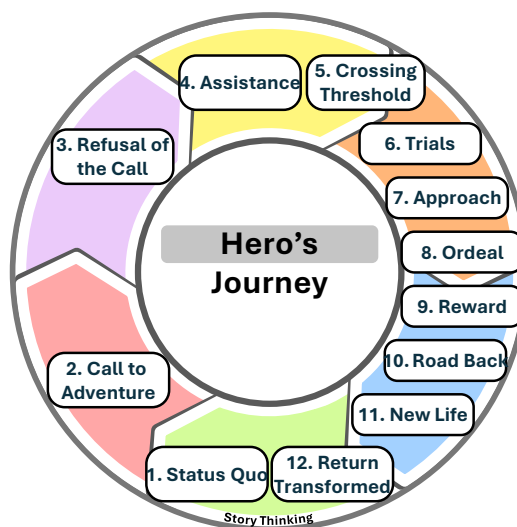 Hero's
Journey
1. Status Quo
2. Call to
Adventure
3. Refusal of
the Call
4. Assistance
5. Crossing
Threshold
6. Trials
7. Approach
8. Ordeal
9. Reward
10. Road Back
11. New Life
12. Return
Transformed
Story Thinking